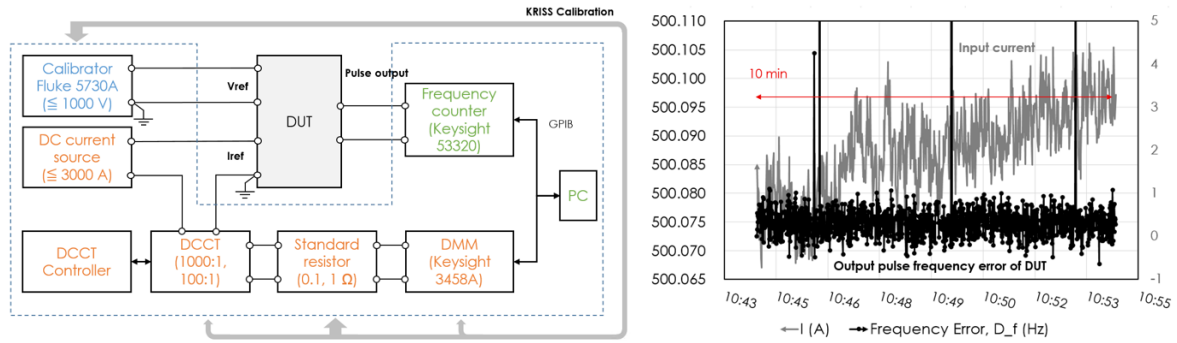 KRISS Calibration
Calibrator
Fluke 5730A
(≦ 1000 V)
Vref
DC current
source
(≦ 3000 A)
Iref
DUT
Pulse output
Frequency
counter
(Keysight
53320)
GPIB
PC
DCCT
Controller
DCCT
(1000:1,
100:1)
Standard
resistor
(0.1, 1 Ω)
DMM
(Keysight
3458A)
500.110
500.105
500.100
500.095
500.090
500.085
500.080
500.075
500.070
500.065
5
4
3
2
1
0
-1
Input current
10 min
Output pulse frequency error of DUT
10:43
10:45
10:46
10:48
10:49
10:50
10:52
10:53
10:55
I (A)
Frequency Error, D_f (Hz)